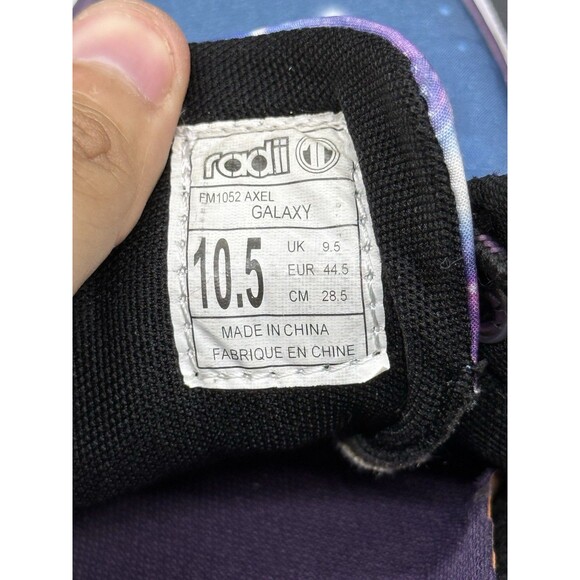 radii
FM1052 AXEL
GALAXY
10.5
UK 9.5
EUR 44.5
CM 28.5
MADE IN CHINA
FABRIQUE EN CHINE